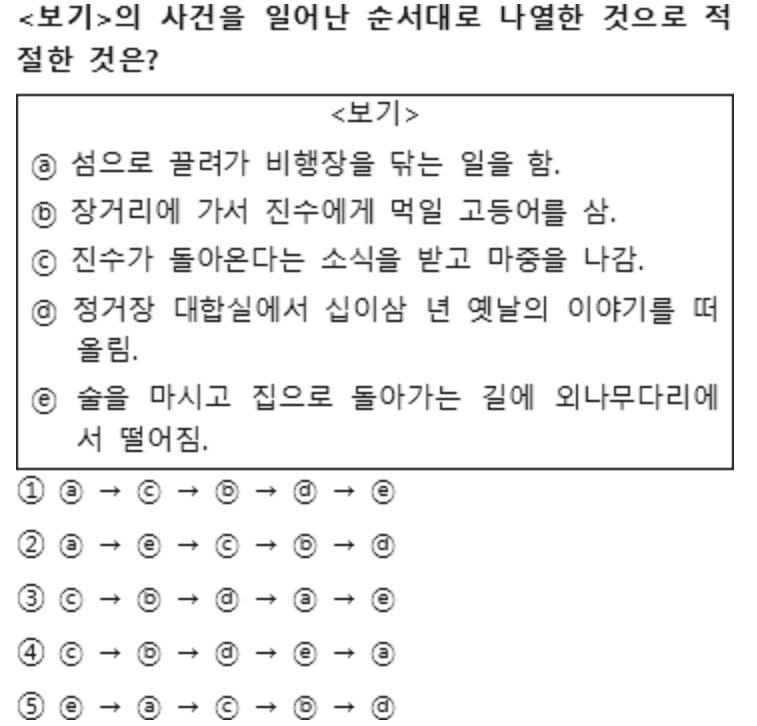 <보기>의 사건을 일어난 순서대로 나열한 것으로 적
절한 것은?
<보기>
ⓐ 섬으로 끌려가 비행장을 닦는 일을 함.
ⓑ 장거리에 가서 진수에게 먹일 고등어를 삼.
ⓒ 진수가 돌아온다는 소식을 받고 마중을 나감.
ⓓ 정거장 대합실에서 십이삼 년 옛날의 이야기를 떠
올림.
ⓔ 술을 마시고 집으로 돌아가는 길에 외나무다리에
서 떨어짐.
① ⓐ → ⓒ → ⓑ → ⓓ → ⓔ
② ⓐ → ⓔ → ⓒ → ⓑ → ⓓ
③ ⓒ → ⓑ → ⓓ → ⓐ → ⓔ
④ ⓒ → ⓑ → ⓓ → ⓔ → ⓐ
⑤ ⓔ → ⓐ → ⓒ → ⓑ → ⓓ